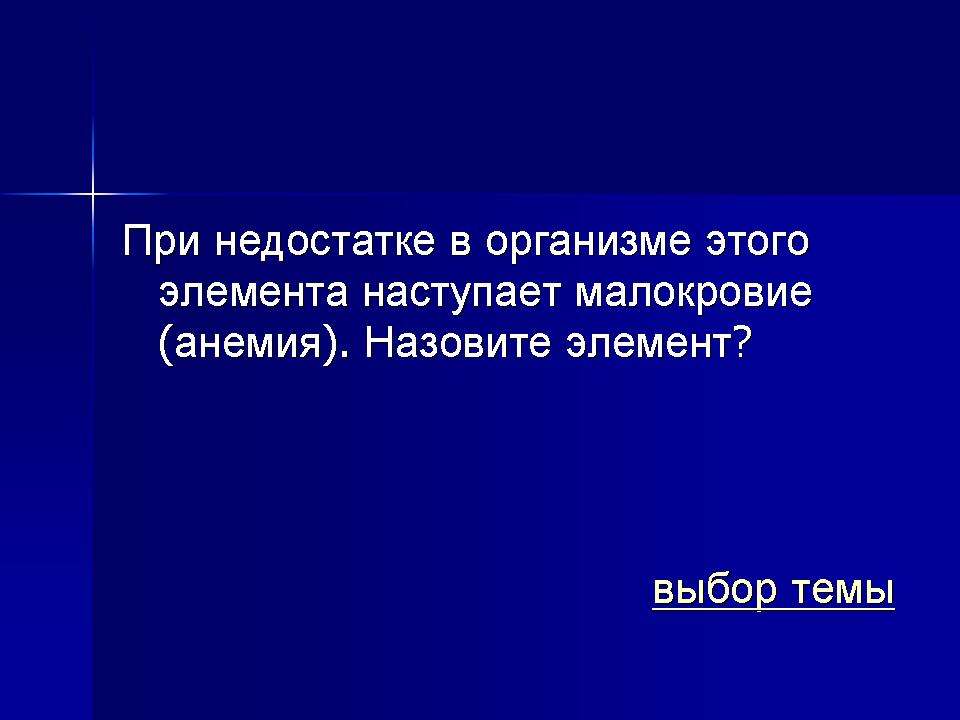 При недостатке в организме этого
элемента наступает малокровие
(анемия). Назовите элемент?
выбор темы